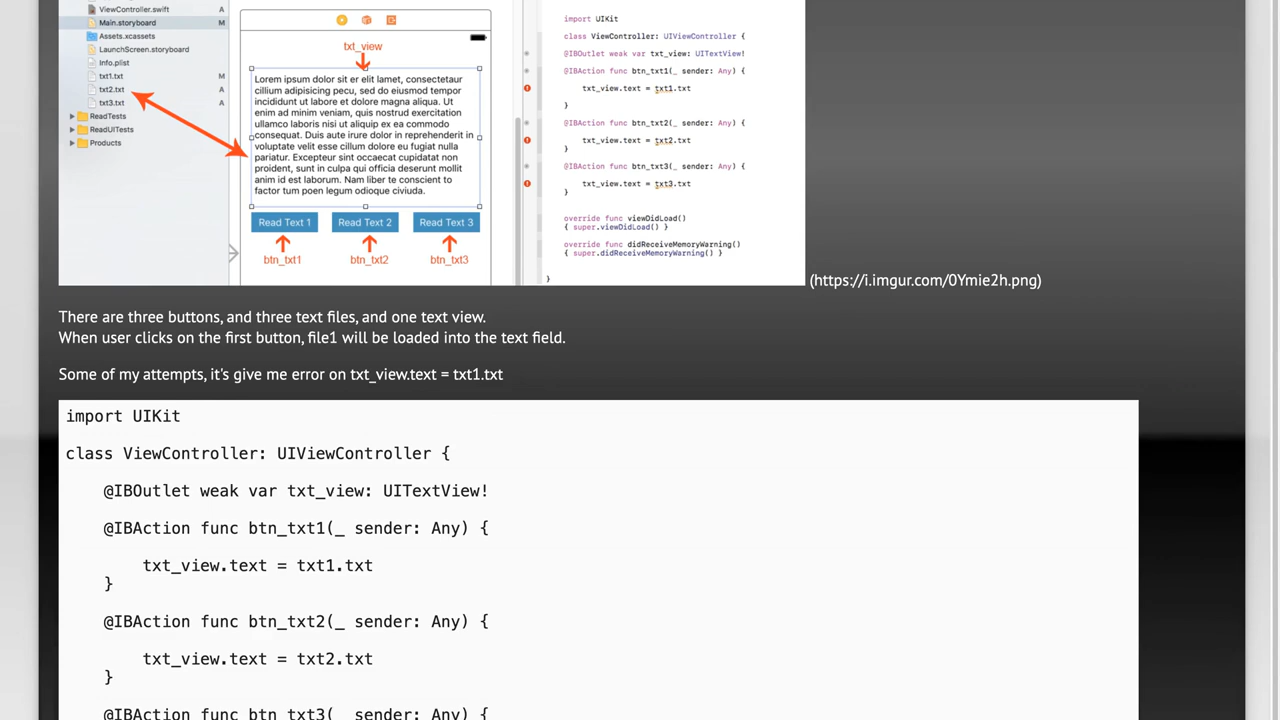 ViewController.swift A
Main.storyboard M
Assets.xcassets A
LaunchScreen.storyboard A
Info.plist A
txt1.txt M
txt2.txt A
txt3.txt A
ReadTests
ReadUITests
Products
txt_view
Lorem ipsum dolor sit er elit lamet, consectetaur
cillium adipisicing pecu, sed do eiusmod tempor
incididunt ut labore et dolore magna aliqua. Ut
enim ad minim veniam, quis nostrud exercitation
ullamco laboris nisi ut aliquip ex ea commodo
consequat. Duis aute irure dolor in reprehenderit in
voluptate velit esse cillum dolore eu fugiat nulla
pariatur. Excepteur sint occaecat cupidatat non
proident, sunt in culpa qui officia deserunt mollit
anim id est laborum. Nam liber te conscient to
factor tum poen legum odioque civiuda.
Read Text 1 Read Text 2 Read Text 3
btn_txt1 btn_txt2 btn_txt3
import UIKit
class ViewController: UIViewController {
@IBOutlet weak var txt_view: UITextView!
@IBAction func btn_txt1(_ sender: Any) {
txt_view.text = txt1.txt
}
@IBAction func btn_txt2(_ sender: Any) {
txt_view.text = txt2.txt
}
@IBAction func btn_txt3(_ sender: Any) {
txt_view.text = txt3.txt
}
override func viewDidLoad()
{ super.viewDidLoad() }
override func didReceiveMemoryWarning()
{ super.didReceiveMemoryWarning() }
}
(https://i.imgur.com/0Ymie2h.png)
There are three buttons, and three text files, and one text view.
When user clicks on the first button, file1 will be loaded into the text field.
Some of my attempts, it's give me error on txt_view.text = txt1.txt
import UIKit
class ViewController: UIViewController {
@IBOutlet weak var txt_view: UITextView!
@IBAction func btn_txt1(_ sender: Any) {
txt_view.text = txt1.txt
}
@IBAction func btn_txt2(_ sender: Any) {
txt_view.text = txt2.txt
}
@IBAction func btn_txt3(_ sender: Any) {